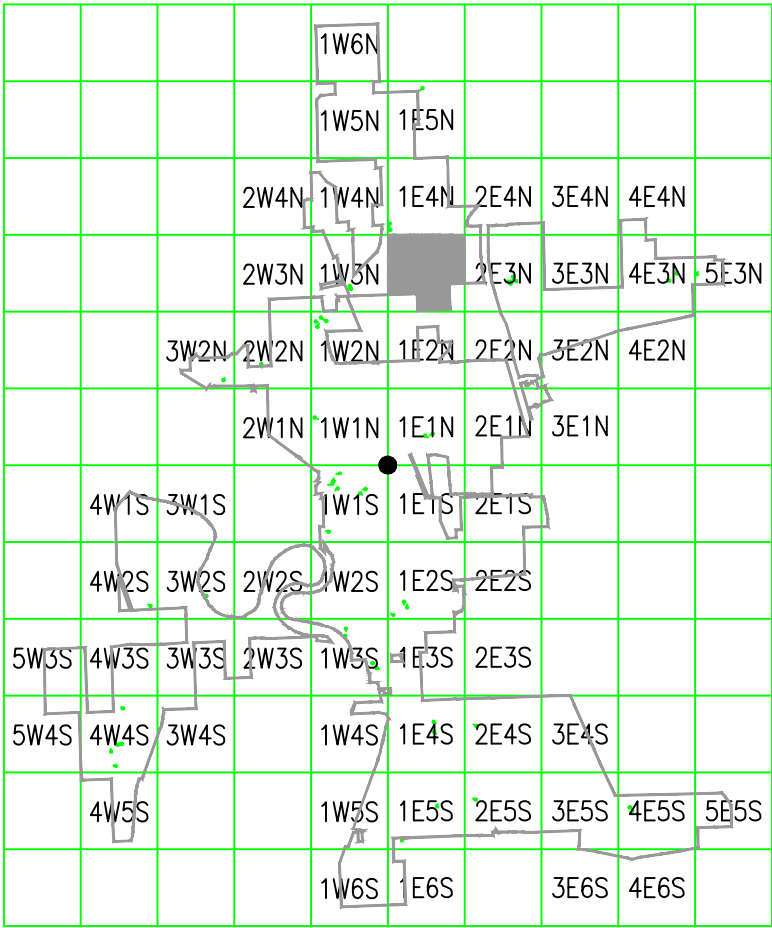 1W6N
1W5N 1E5N
2W4N 1W4N 1E4N 2E4N 3E4N 4E4N
2W3N 1W3N 2E3N 3E3N 4E3N 5E3N
3W2N 2W2N 1W2N 1E2N 2E2N 3E2N 4E2N
2W1N 1W1N 1E1N 2E1N 3E1N
4W1S 3W1S 1W1S 1E1S 2E1S
4W2S 3W2S 2W2S 1W2S 1E2S 2E2S
5W3S 4W3S 3W3S 2W3S 1W3S 1E3S 2E3S
5W4S 4W4S 3W4S 1W4S 1E4S 2E4S 3E4S
4W5S 1W5S 1E5S 2E5S 3E5S 4E5S 5E5S
1W6S 1E6S 3E6S 4E6S